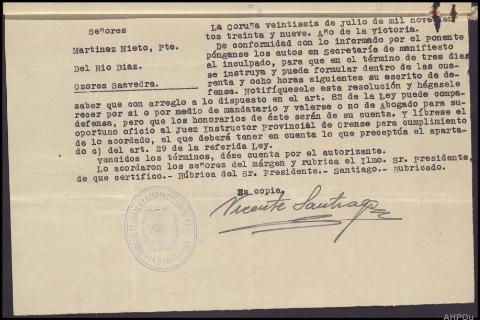 Señores
Martinez Nieto, Pte.
Del Rio Diaz.
Ozores Saavedra.
La coruña veintiseis de julio de mil novecien
tos treinta y nueve. Año de la Victoria.
De conformidad con lo informado por el ponente
pónganse los autos en secretaría de manifiesto
al inculpado, para que en el término de tres dias
se instruya y pueda formular dentro de las cua-
renta y ocho horas siguientes su escrito de de-
fensa. Notifíquesele esta resolución y hágasele
saber que con arreglo a lo dispuesto en el art. 82 de la Ley puede compa-
recer por si o por medio de mandatario y valerse o no de Abogado para su
defensa, pero que los honorarios de éste serán de su cuenta, y líbrese el
oportuno oficio al Juez Instructor provincial de Orense para cumplimiento
de lo acordado, el que deberá tener en cuenta lo que preceptúa el aparta-
do c) del art. 29 de la referida Ley.
vencidos los términos, dése cuenta por el autorizante.
Lo acordaron los señores del márgen y rubrica el Ilmo. Sr. Presidente,
de que certifico.- Rúbrica del Sr. Presidente.- Santiago.- Rubricado.
Es copia,
Vicente Santiago
AHPOu